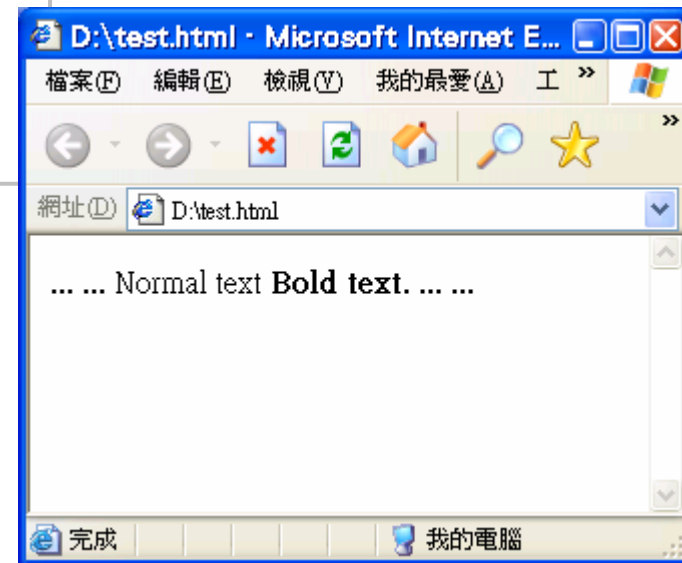 D:\test.html - Microsoft Internet E...
檔案(F) 編輯(E) 檢視(V) 我的最愛(A) 工 »
»
網址(D) D:\test.html
... ... Normal text Bold text. ... ...
完成 我的電腦